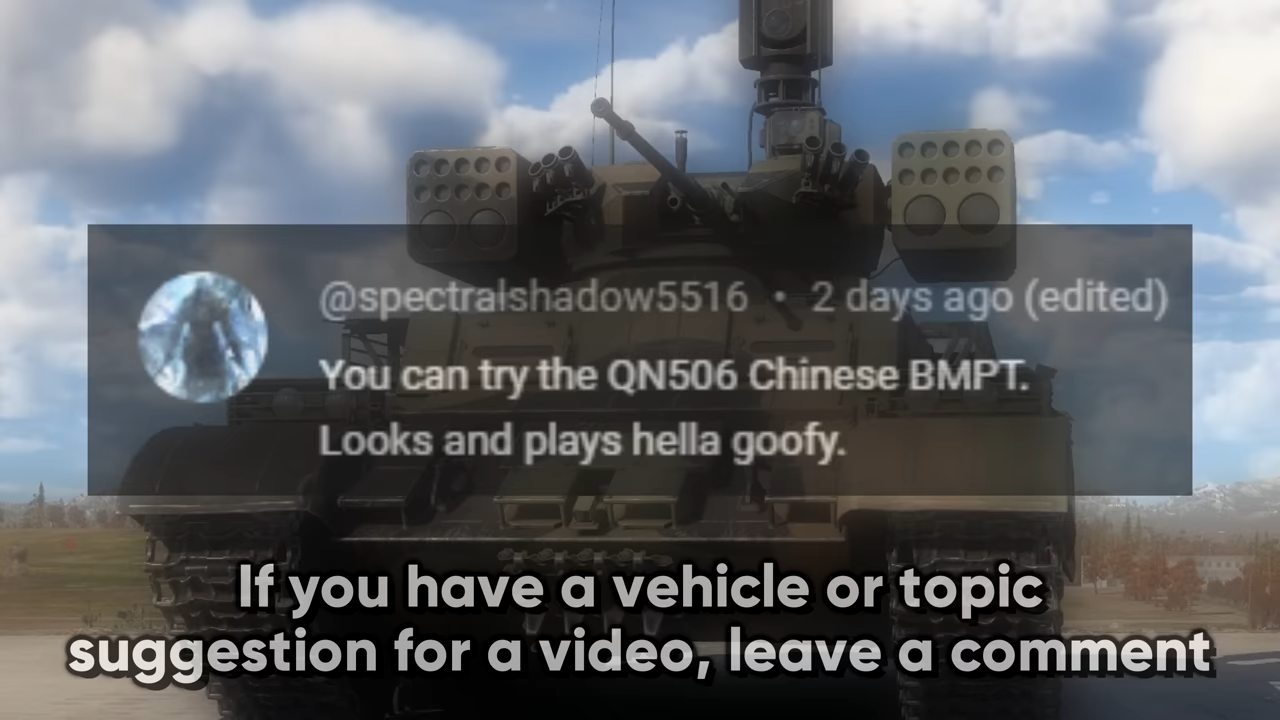 @spectralshadow5516 • 2 days ago (edited)
You can try the QN506 Chinese BMPT.
Looks and plays hella goofy.
If you have a vehicle or topic
suggestion for a video, leave a comment